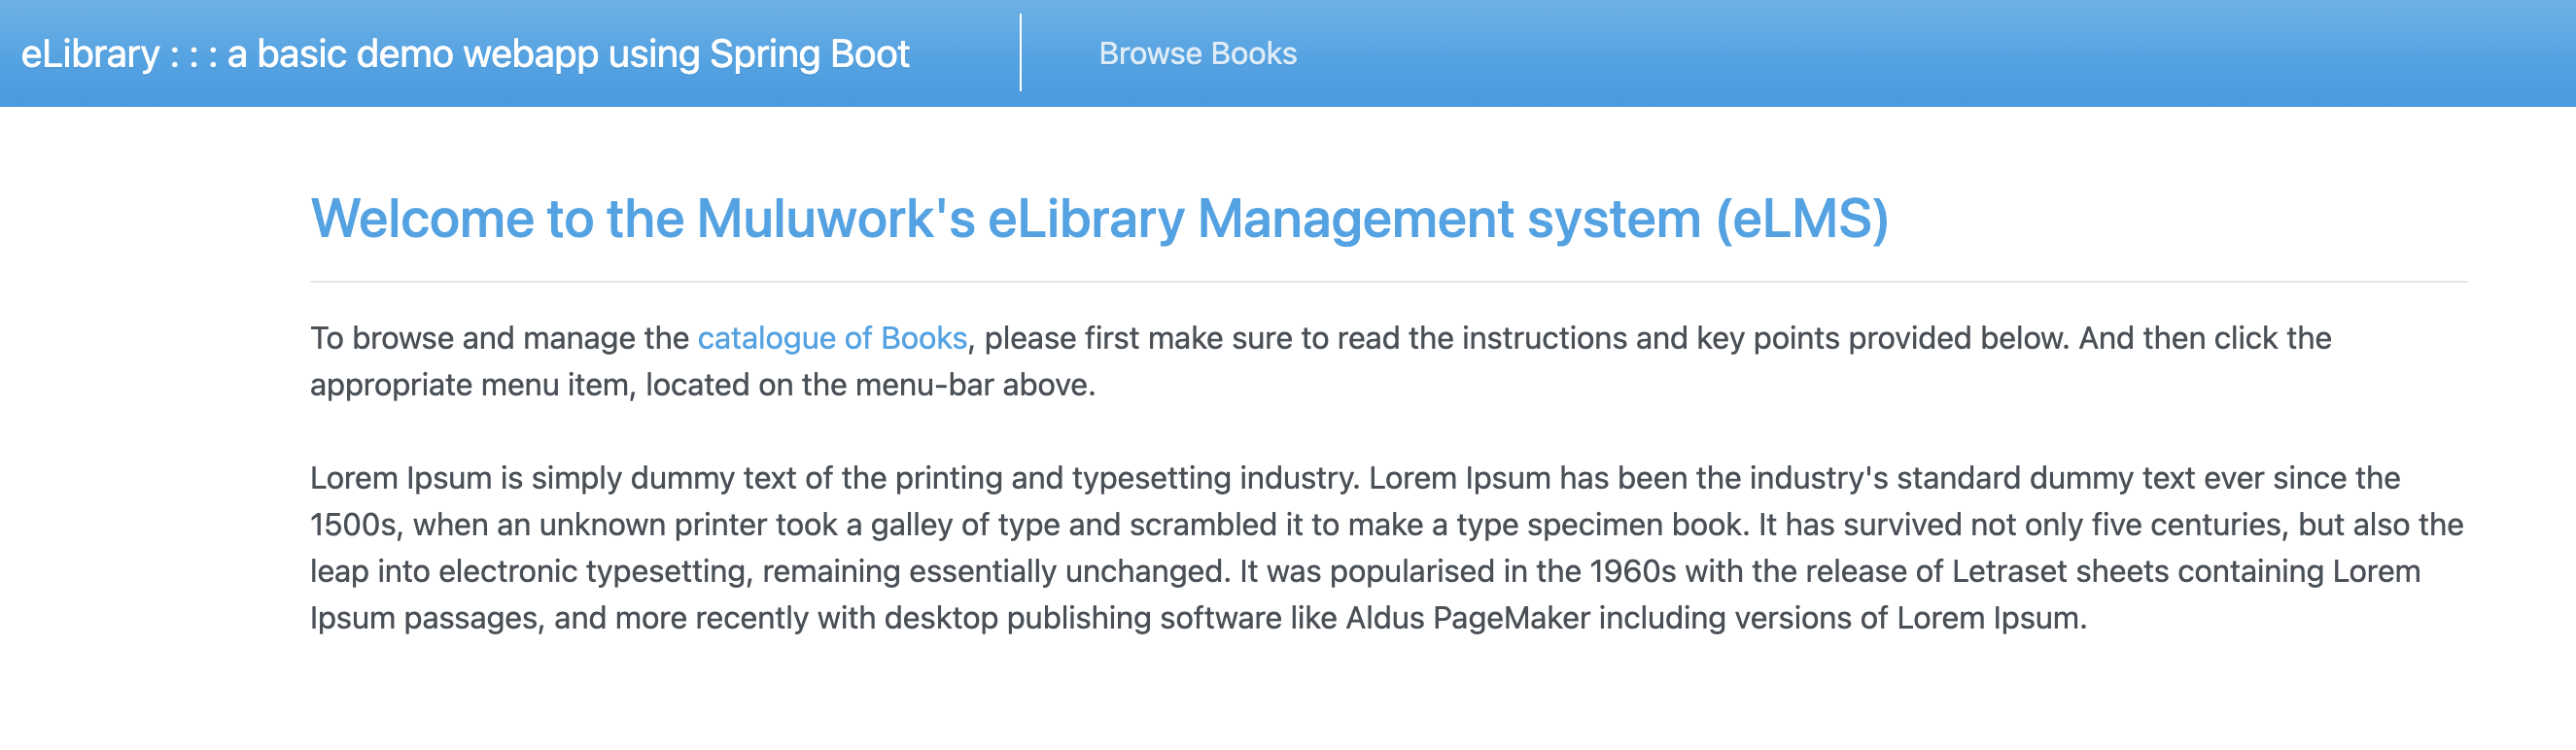 eLibrary : : : a basic demo webapp using Spring Boot
Browse Books
Welcome to the Muluwork's eLibrary Management system (eLMS)
To browse and manage the catalogue of Books, please first make sure to read the instructions and key points provided below. And then click the
appropriate menu item, located on the menu-bar above.
Lorem Ipsum is simply dummy text of the printing and typesetting industry. Lorem Ipsum has been the industry's standard dummy text ever since the
1500s, when an unknown printer took a galley of type and scrambled it to make a type specimen book. It has survived not only five centuries, but also the
leap into electronic typesetting, remaining essentially unchanged. It was popularised in the 1960s with the release of Letraset sheets containing Lorem
Ipsum passages, and more recently with desktop publishing software like Aldus PageMaker including versions of Lorem Ipsum.